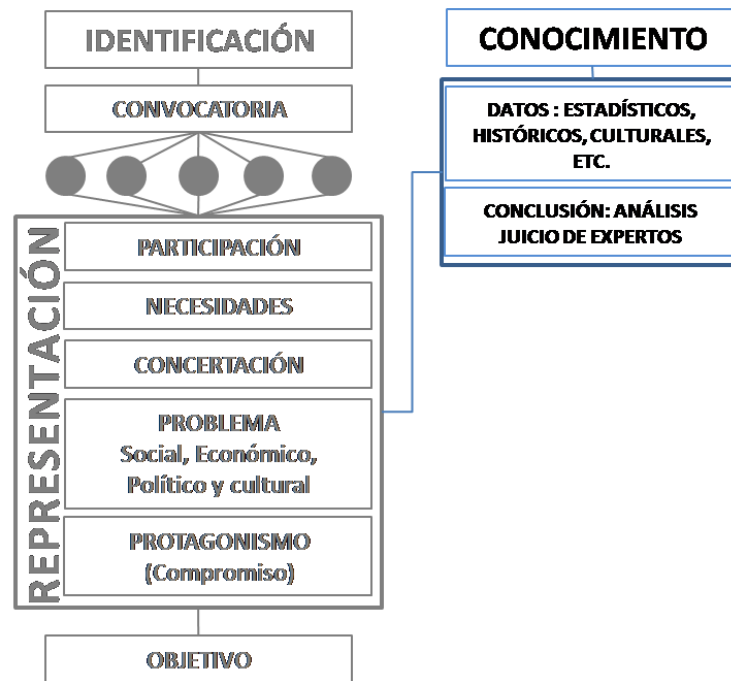 IDENTIFICACIÓN
CONVOCATORIA
REPRESENTACIÓN
PARTICIPACIÓN
NECESIDADES
CONCERTACIÓN
PROBLEMA
Social, Económico,
Político y cultural
PROTAGONISMO
(Compromiso)
OBJETIVO
CONOCIMIENTO
DATOS : ESTADÍSTICOS,
HISTÓRICOS, CULTURALES,
ETC.
CONCLUSIÓN: ANÁLISIS
JUICIO DE EXPERTOS